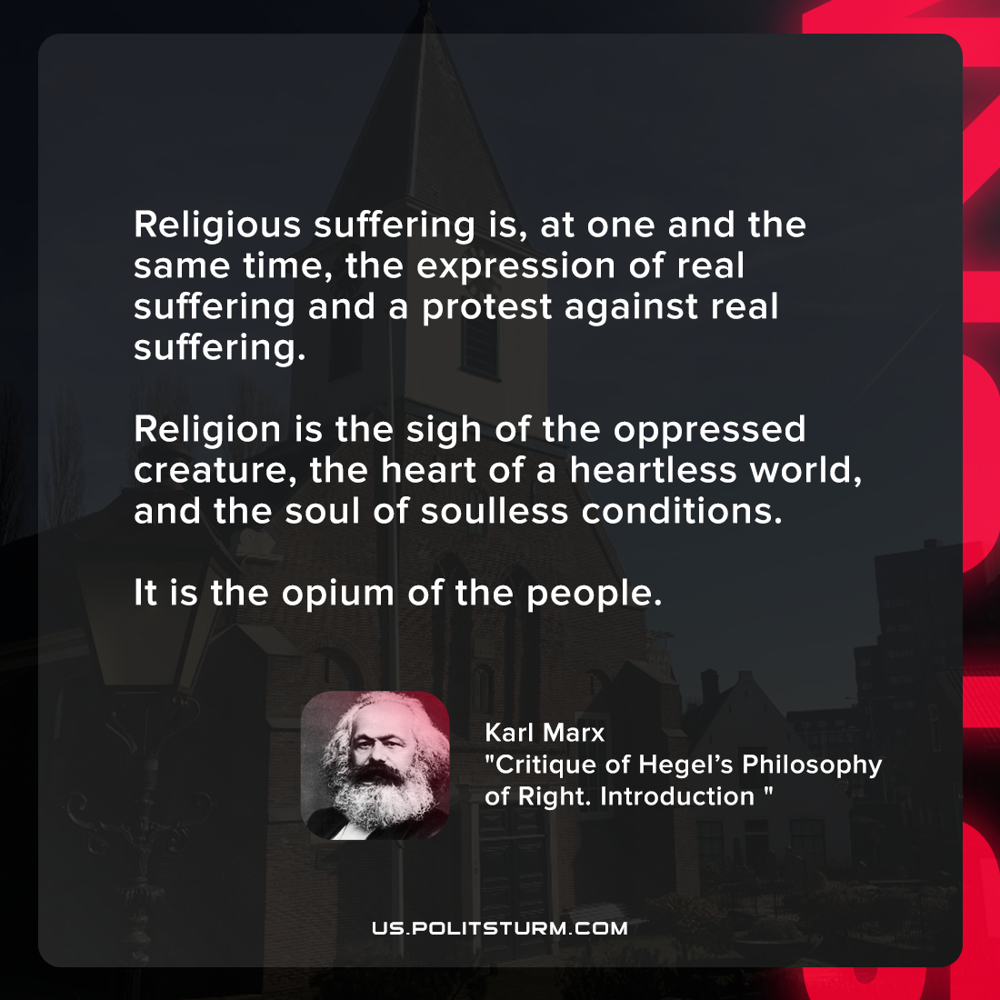 Religious suffering is, at one and the
same time, the expression of real
suffering and a protest against real
suffering.
Religion is the sigh of the oppressed
creature, the heart of a heartless world,
and the soul of soulless conditions.
It is the opium of the people.
Karl Marx
"Critique of Hegel’s Philosophy
of Right. Introduction "
US.POLITSTURM.COM